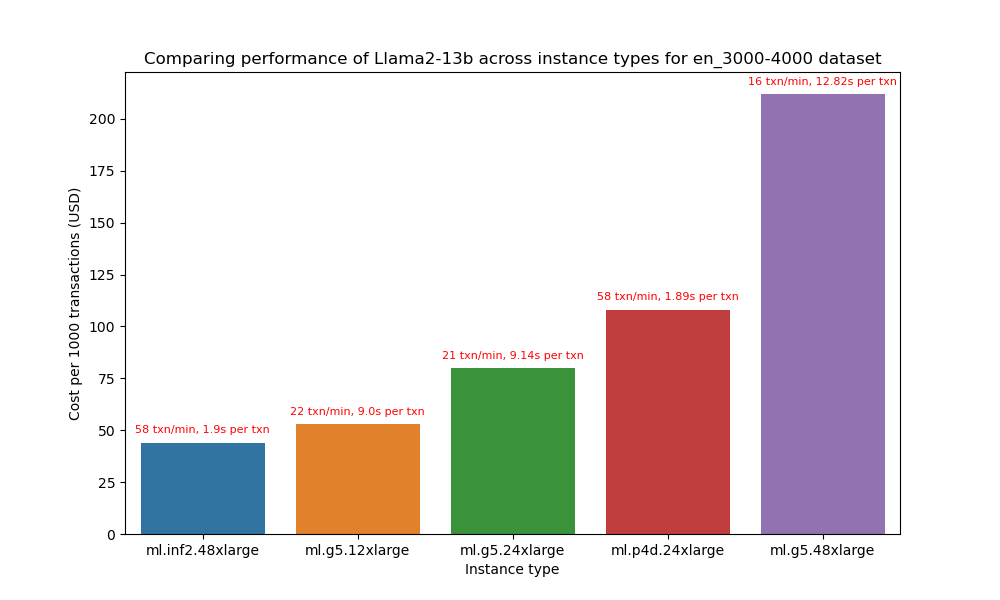 Comparing performance of Llama2-13b across instance types for en_3000-4000 dataset
Cost per 1000 transactions (USD)
200
175
150
125
100
75
50
25
0
58 txn/min, 1.9s per txn
22 txn/min, 9.0s per txn
21 txn/min, 9.14s per txn
58 txn/min, 1.89s per txn
16 txn/min, 12.82s per txn
ml.inf2.48xlarge
ml.g5.12xlarge
ml.g5.24xlarge
ml.p4d.24xlarge
ml.g5.48xlarge
Instance type